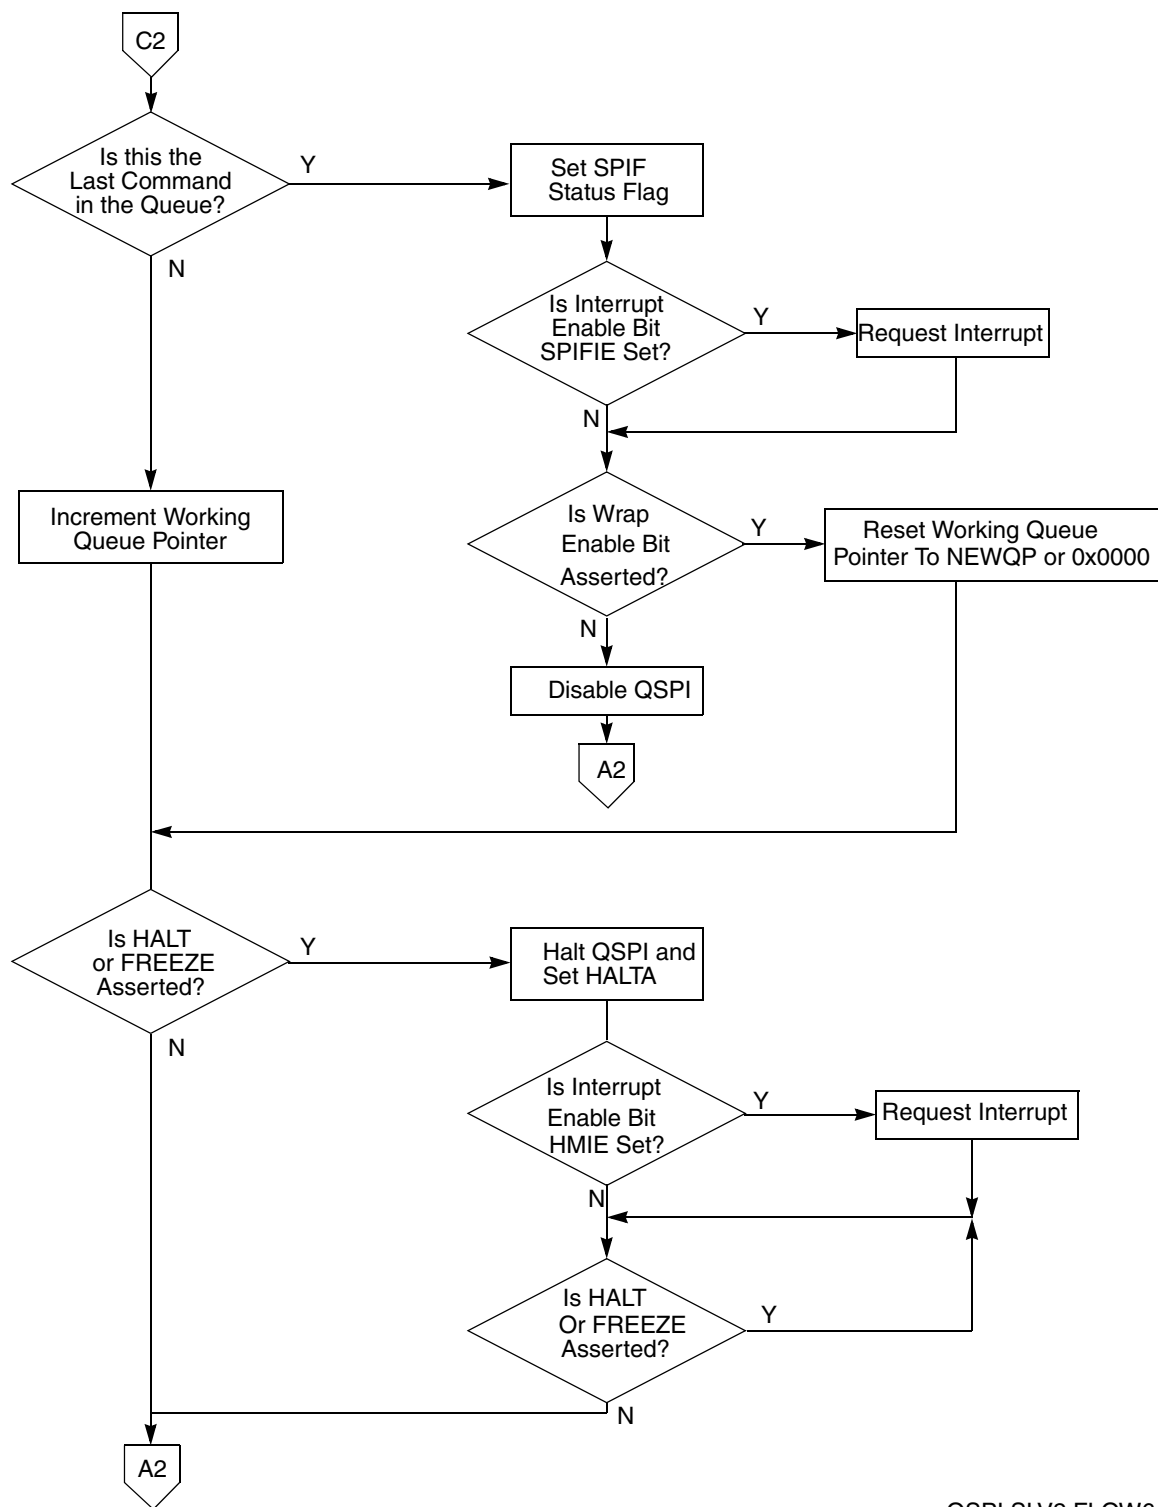 C2
Is this the
Last Command
in the Queue?
Y
Set SPIF
Status Flag
N
Is Interrupt
Enable Bit
SPIFIE Set?
Y
Request Interrupt
N
Increment Working
Queue Pointer
Is Wrap
Enable Bit
Asserted?
Y
Reset Working Queue
Pointer To NEWQP or 0x0000
N
Disable QSPI
A2
Is HALT
or FREEZE
Asserted?
Y
Halt QSPI and
Set HALTA
N
Is Interrupt
Enable Bit
HMIE Set?
Y
Request Interrupt
N
Is HALT
Or FREEZE
Asserted?
Y
N
A2